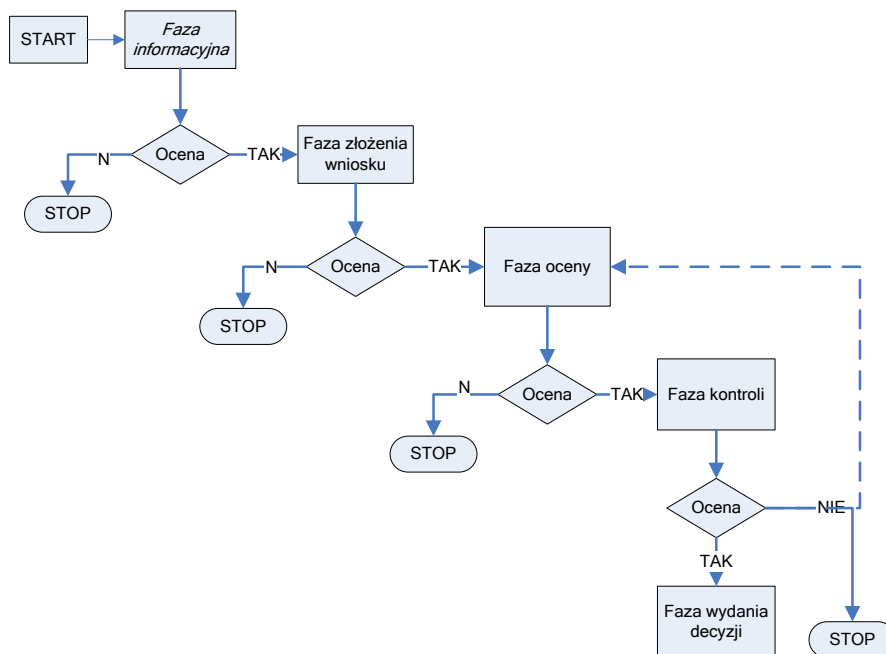 START
Faza
informacyjna
Ocena
N
TAK
Faza złożenia
wniosku
STOP
Ocena
N
TAK
Faza oceny
STOP
Ocena
N
TAK
Faza kontroli
STOP
Ocena
NIE
TAK
Faza wydania
decyzji
STOP